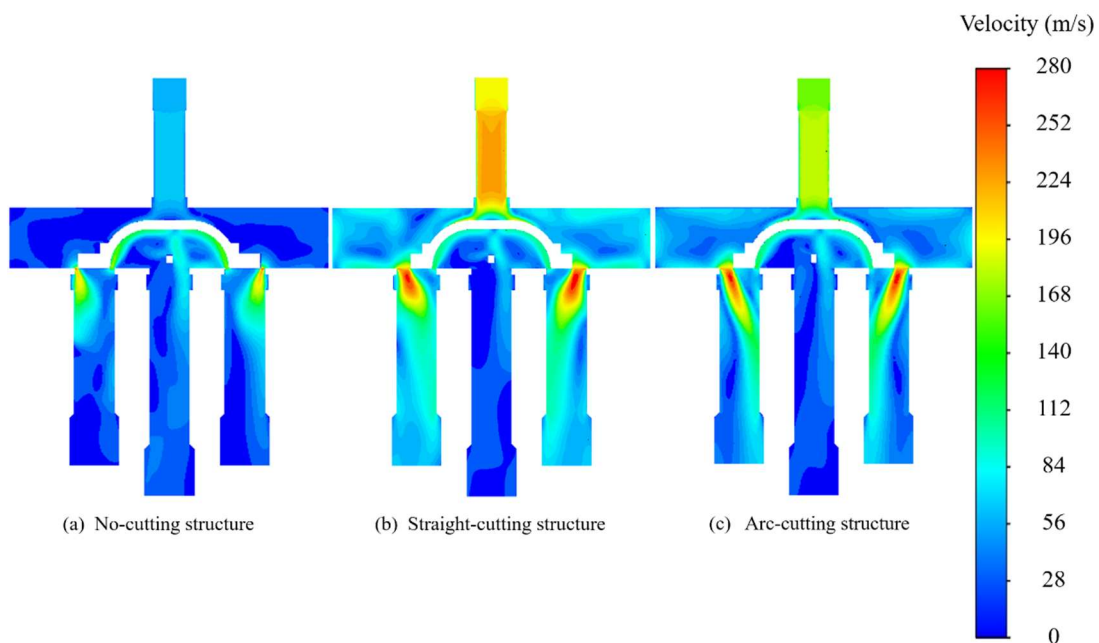 Velocity (m/s)
280
252
224
196
168
140
112
84
56
28
0
(a) No-cutting structure
(b) Straight-cutting structure
(c) Arc-cutting structure